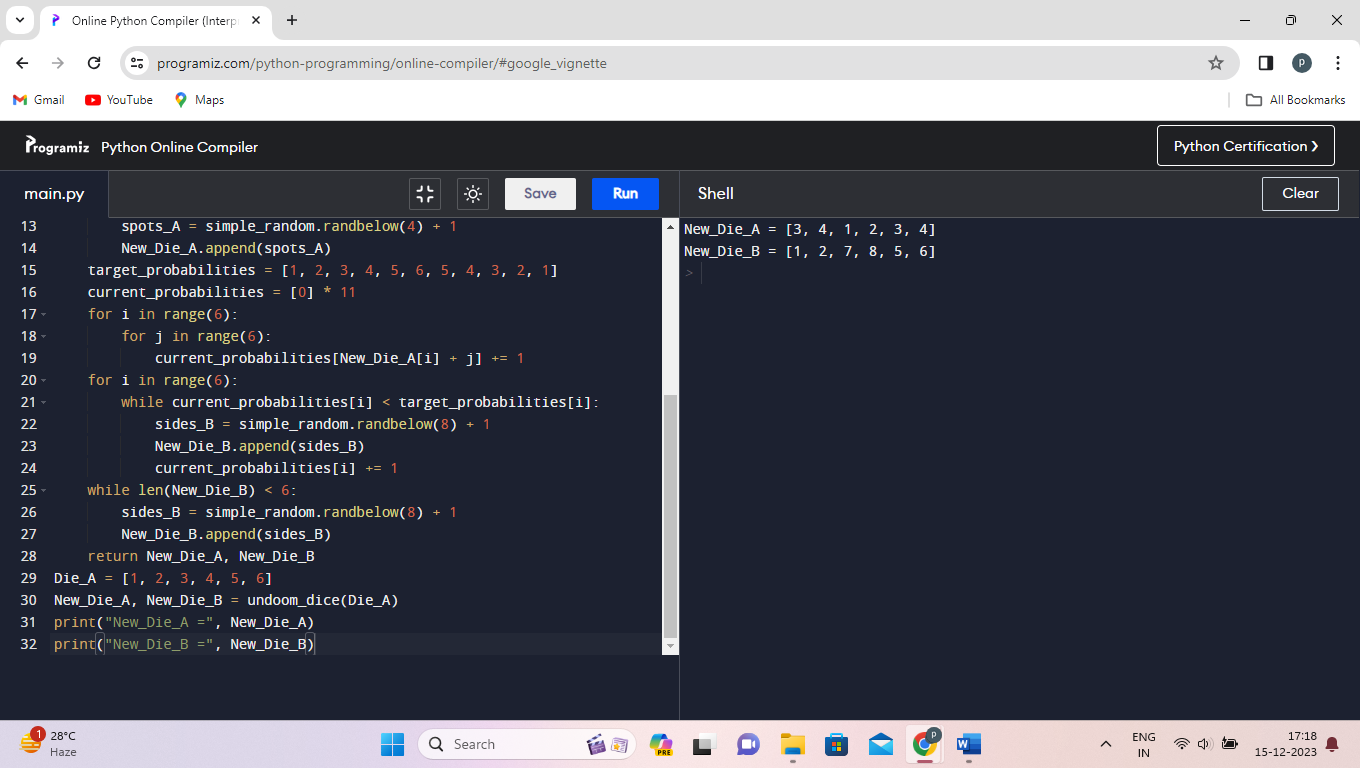 Online Python Compiler (Interp
programiz.com/python-programming/online-compiler/#google_vignette
P
Gmail YouTube Maps All Bookmarks
Programiz Python Online Compiler Python Certification ❯
main.py Save Run Shell Clear
13 spots_A = simple_random.randbelow(4) + 1
14 New_Die_A.append(spots_A)
15 target_probabilities = [1, 2, 3, 4, 5, 6, 5, 4, 3, 2, 1]
16 current_probabilities = [0] * 11
17 for i in range(6):
18 for j in range(6):
19 current_probabilities[New_Die_A[i] + j] += 1
20 for i in range(6):
21 while current_probabilities[i] < target_probabilities[i]:
22 sides_B = simple_random.randbelow(8) + 1
23 New_Die_B.append(sides_B)
24 current_probabilities[i] += 1
25 while len(New_Die_B) < 6:
26 sides_B = simple_random.randbelow(8) + 1
27 New_Die_B.append(sides_B)
28 return New_Die_A, New_Die_B
29 Die_A = [1, 2, 3, 4, 5, 6]
30 New_Die_A, New_Die_B = undoom_dice(Die_A)
31 print("New_Die_A =", New_Die_A)
32 print("New_Die_B =", New_Die_B)
New_Die_A = [3, 4, 1, 2, 3, 4]
New_Die_B = [1, 2, 7, 8, 5, 6]
>
1
28°C
Haze
Search
PRE
P
W
ENG
IN
17:18
15-12-2023